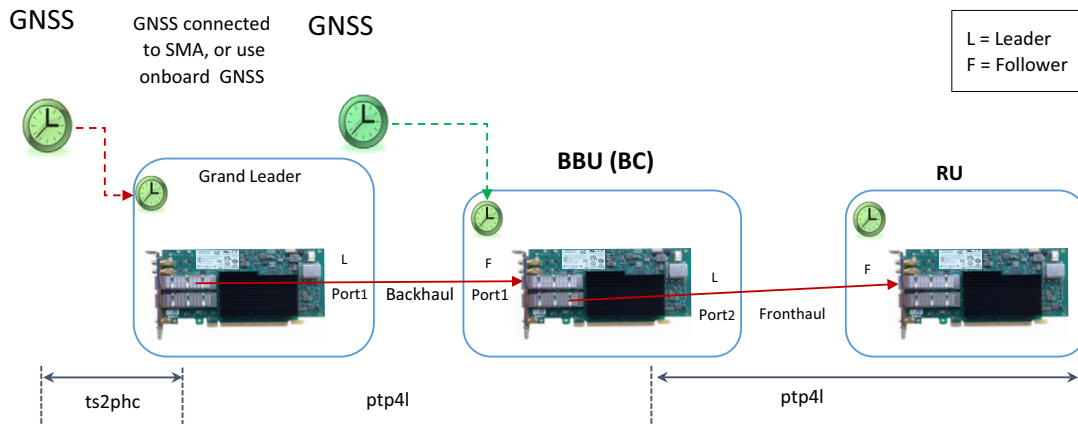 GNSS
GNSS connected
to SMA, or use
onboard GNSS
GNSS
L = Leader
F = Follower
Grand Leader
BBU (BC)
RU
L
Port1
Backhaul
F
Port1
L
Port2
Fronthaul
F
ts2phc
ptp4l
ptp4l